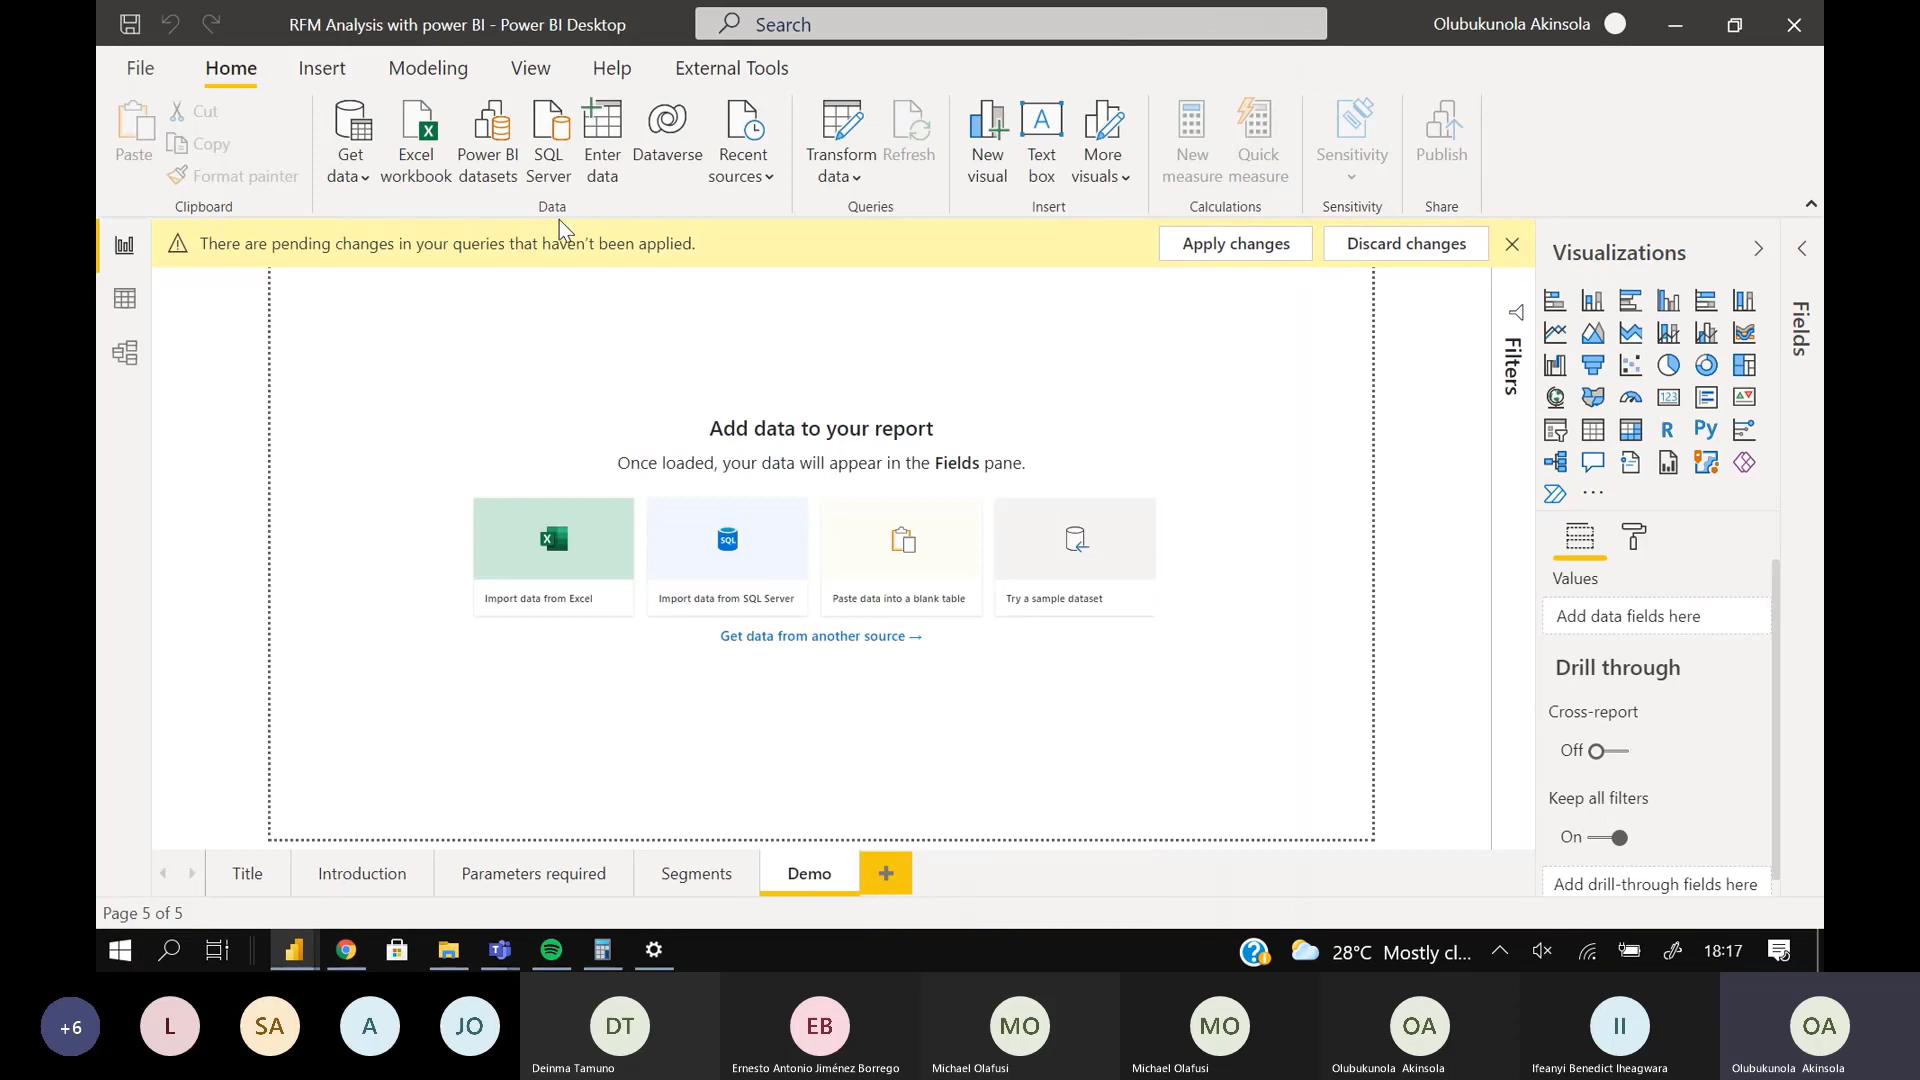 RFM Analysis with power BI - Power BI Desktop
Search
Olubukunola Akinsola
File
Home
Insert
Modeling
View
Help
External Tools
Paste
Cut
Copy
Format painter
Clipboard
Get data
Excel workbook
Power BI datasets
SQL Server
Enter data
Dataverse
Recent sources
Data
Transform data
Refresh
Queries
New visual
A
Text box
More visuals
Insert
New measure
Quick measure
Calculations
Sensitivity
Sensitivity
Publish
Share
There are pending changes in your queries that haven't been applied.
Apply changes
Discard changes
Filters
Visualizations
Fields
123
R
Py
Values
Add data fields here
Drill through
Cross-report
Off
Keep all filters
On
Add drill-through fields here
Add data to your report
Once loaded, your data will appear in the Fields pane.
X
SQL
Import data from Excel
Import data from SQL Server
Paste data into a blank table
Try a sample dataset
Get data from another source →
Title
Introduction
Parameters required
Segments
Demo
+
Page 5 of 5
28°C Mostly cl...
18:17
+6
L
SA
A
JO
DT
Deinma Tamuno
EB
Ernesto Antonio Jiménez Borrego
MO
Michael Olafusi
MO
Michael Olafusi
OA
Olubukunola Akinsola
II
Ifeanyi Benedict Iheagwara
OA
Olubukunola Akinsola